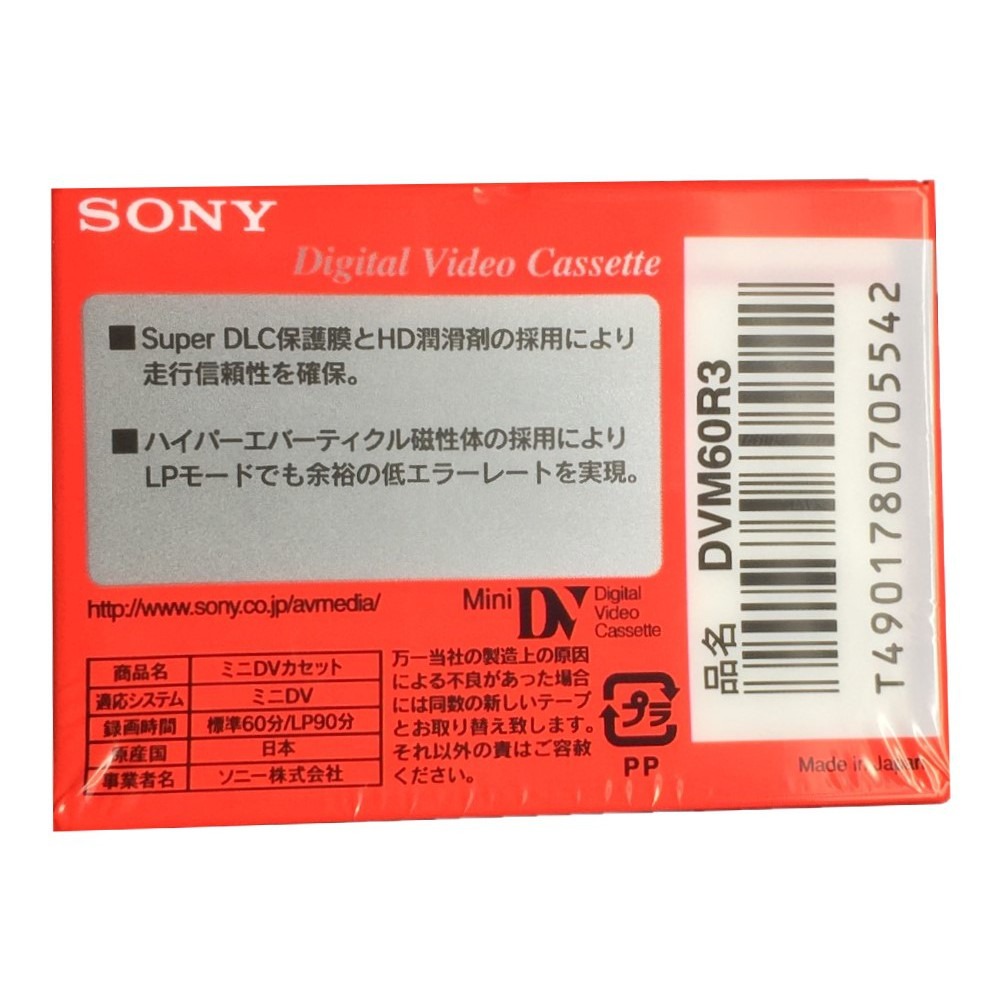 SONY
Digital Video Cassette
■Super DLC保護膜とHD潤滑剤の採用により
走行信頼性を確保。
■ハイパーエバーティクル磁性体の採用により
LPモードでも余裕の低エラーレートを実現。
http://www.sony.co.jp/avmedia/
Mini DV Digital
Video
Cassette
商品名 ミニDVカセット
適応システム ミニDV
録画時間 標準60分/LP90分
原産国 日本
事業者名 ソニー株式会社
万一当社の製造上の原因
による不良があった場合
には同数の新しいテープ
とお取り替え致します。
それ以外の責はご容赦
ください。
プラ
PP
品名 DVM60R3
T4901780705542
Made in Japan